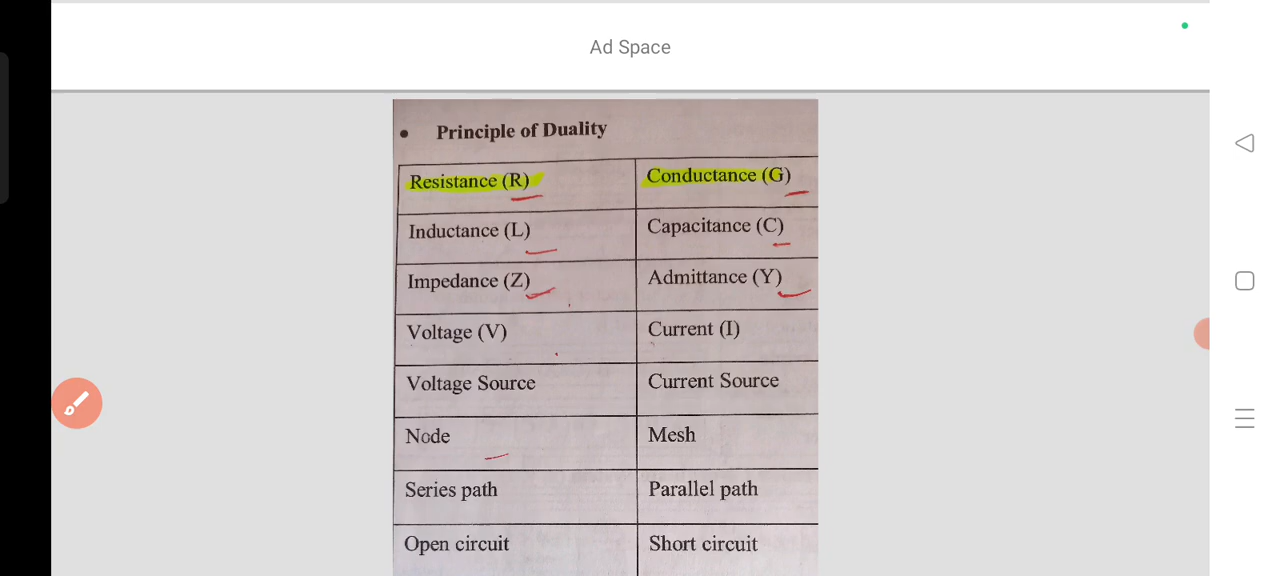 Ad Space
• Principle of Duality
Resistance (R) Conductance (G)
Inductance (L) Capacitance (C)
Impedance (Z) Admittance (Y)
Voltage (V) Current (I)
Voltage Source Current Source
Node Mesh
Series path Parallel path
Open circuit Short circuit